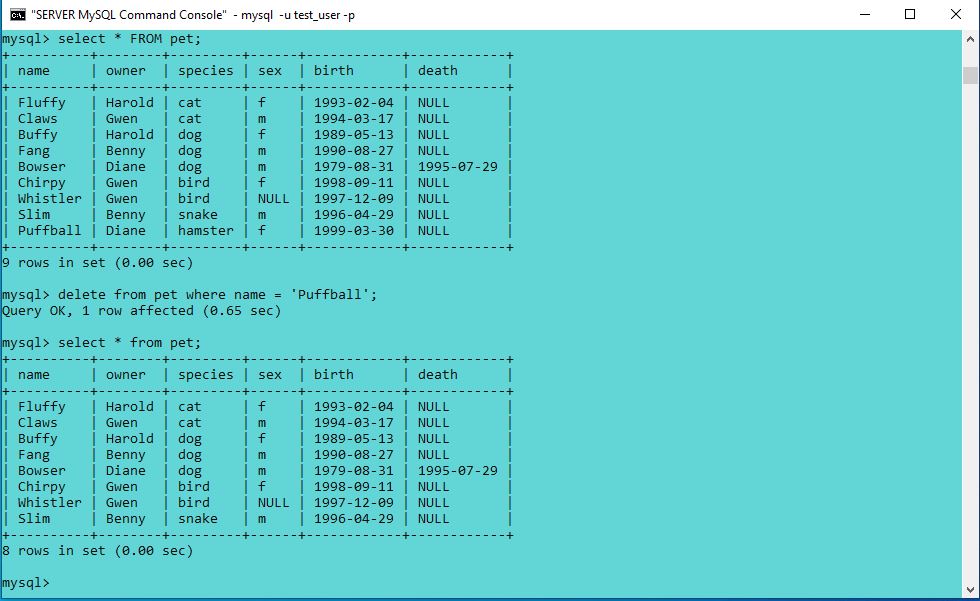 "SERVER MySQL Command Console" - mysql -u test_user -p
mysql> select * FROM pet;
+----------+--------+---------+------+------------+------------+
| name     | owner  | species | sex  | birth      | death      |
+----------+--------+---------+------+------------+------------+
| Fluffy   | Harold | cat     | f    | 1993-02-04 | NULL       |
| Claws    | Gwen   | cat     | m    | 1994-03-17 | NULL       |
| Buffy    | Harold | dog     | f    | 1989-05-13 | NULL       |
| Fang     | Benny  | dog     | m    | 1990-08-27 | NULL       |
| Bowser   | Diane  | dog     | m    | 1979-08-31 | 1995-07-29 |
| Chirpy   | Gwen   | bird    | f    | 1998-09-11 | NULL       |
| Whistler | Gwen   | bird    | NULL | 1997-12-09 | NULL       |
| Slim     | Benny  | snake   | m    | 1996-04-29 | NULL       |
| Puffball | Diane  | hamster | f    | 1999-03-30 | NULL       |
+----------+--------+---------+------+------------+------------+
9 rows in set (0.00 sec)
mysql> delete from pet where name = 'Puffball';
Query OK, 1 row affected (0.65 sec)
mysql> select * from pet;
+----------+--------+---------+------+------------+------------+
| name     | owner  | species | sex  | birth      | death      |
+----------+--------+---------+------+------------+------------+
| Fluffy   | Harold | cat     | f    | 1993-02-04 | NULL       |
| Claws    | Gwen   | cat     | m    | 1994-03-17 | NULL       |
| Buffy    | Harold | dog     | f    | 1989-05-13 | NULL       |
| Fang     | Benny  | dog     | m    | 1990-08-27 | NULL       |
| Bowser   | Diane  | dog     | m    | 1979-08-31 | 1995-07-29 |
| Chirpy   | Gwen   | bird    | f    | 1998-09-11 | NULL       |
| Whistler | Gwen   | bird    | NULL | 1997-12-09 | NULL       |
| Slim     | Benny  | snake   | m    | 1996-04-29 | NULL       |
+----------+--------+---------+------+------------+------------+
8 rows in set (0.00 sec)
mysql>